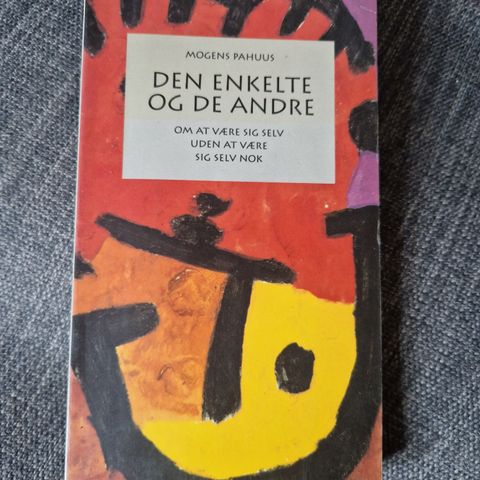 MOGENS PAHUUS
DEN ENKELTE
OG DE ANDRE
OM AT VÆRE SIG SELV
UDEN AT VÆRE
SIG SELV NOK